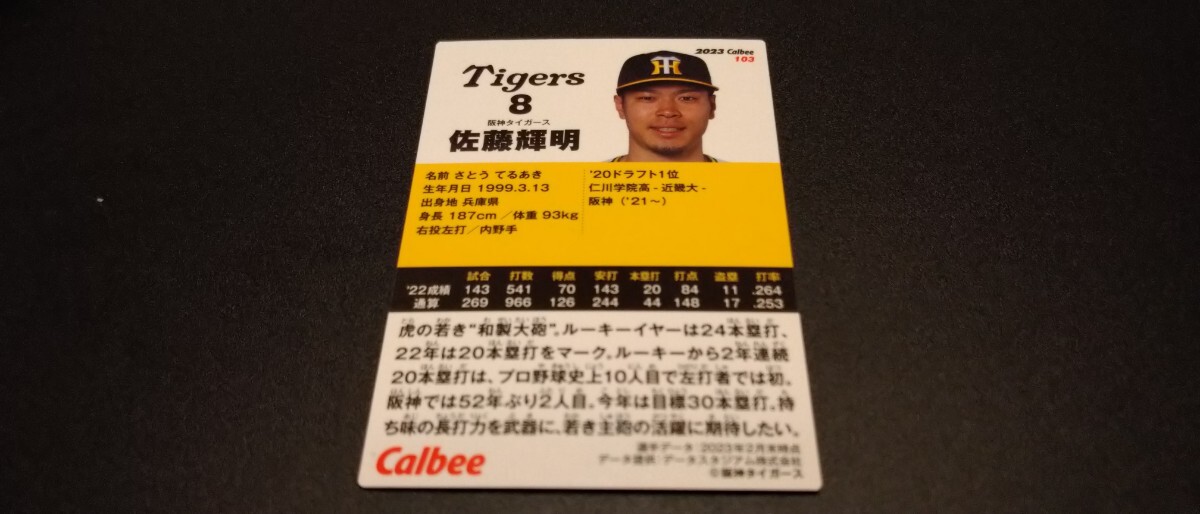 2023 Calbee
103
Tigers
8
阪神タイガース
佐藤輝明
名前 さとう てるあき
生年月日 1999.3.13
出身地 兵庫県
身長 187cm／体重 93kg
右投左打／内野手
'20ドラフト1位
仁川学院高 - 近畿大 -
阪神（'21～）
試合 打数 得点 安打 本塁打 打点 盗塁 打率
'22成績 143 541 70 143 20 84 11 .264
通算 269 966 126 244 44 148 17 .253
虎の若き"和製大砲"。ルーキーイヤーは24本塁打、
22年は20本塁打をマーク。ルーキーから2年連続
20本塁打は、プロ野球史上10人目で左打者では初。
阪神では52年ぶり2人目。今年は目標30本塁打。持
ち味の長打力を武器に、若き主砲の活躍に期待したい。
Calbee
選手データ：2023年2月末時点
データ提供：データスタジアム株式会社
©阪神タイガース